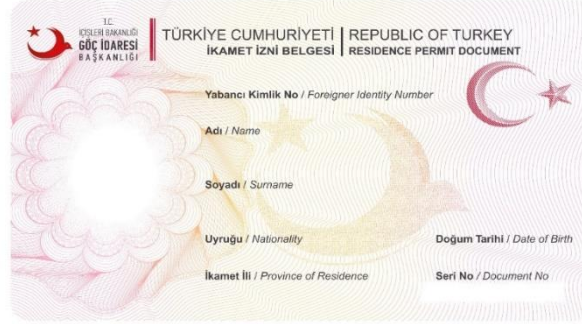 T.C.
İÇİŞLERİ BAKANLIĞI
GÖÇ İDARESİ
BAŞKANLIĞI
TÜRKİYE CUMHURİYETİ | REPUBLIC OF TURKEY
İKAMET İZNİ BELGESİ | RESIDENCE PERMIT DOCUMENT
Yabancı Kimlik No / Foreigner Identity Number
Adı / Name
Soyadı / Surname
Uyruğu / Nationality
Doğum Tarihi / Date of Birth
İkamet İli / Province of Residence
Seri No / Document No